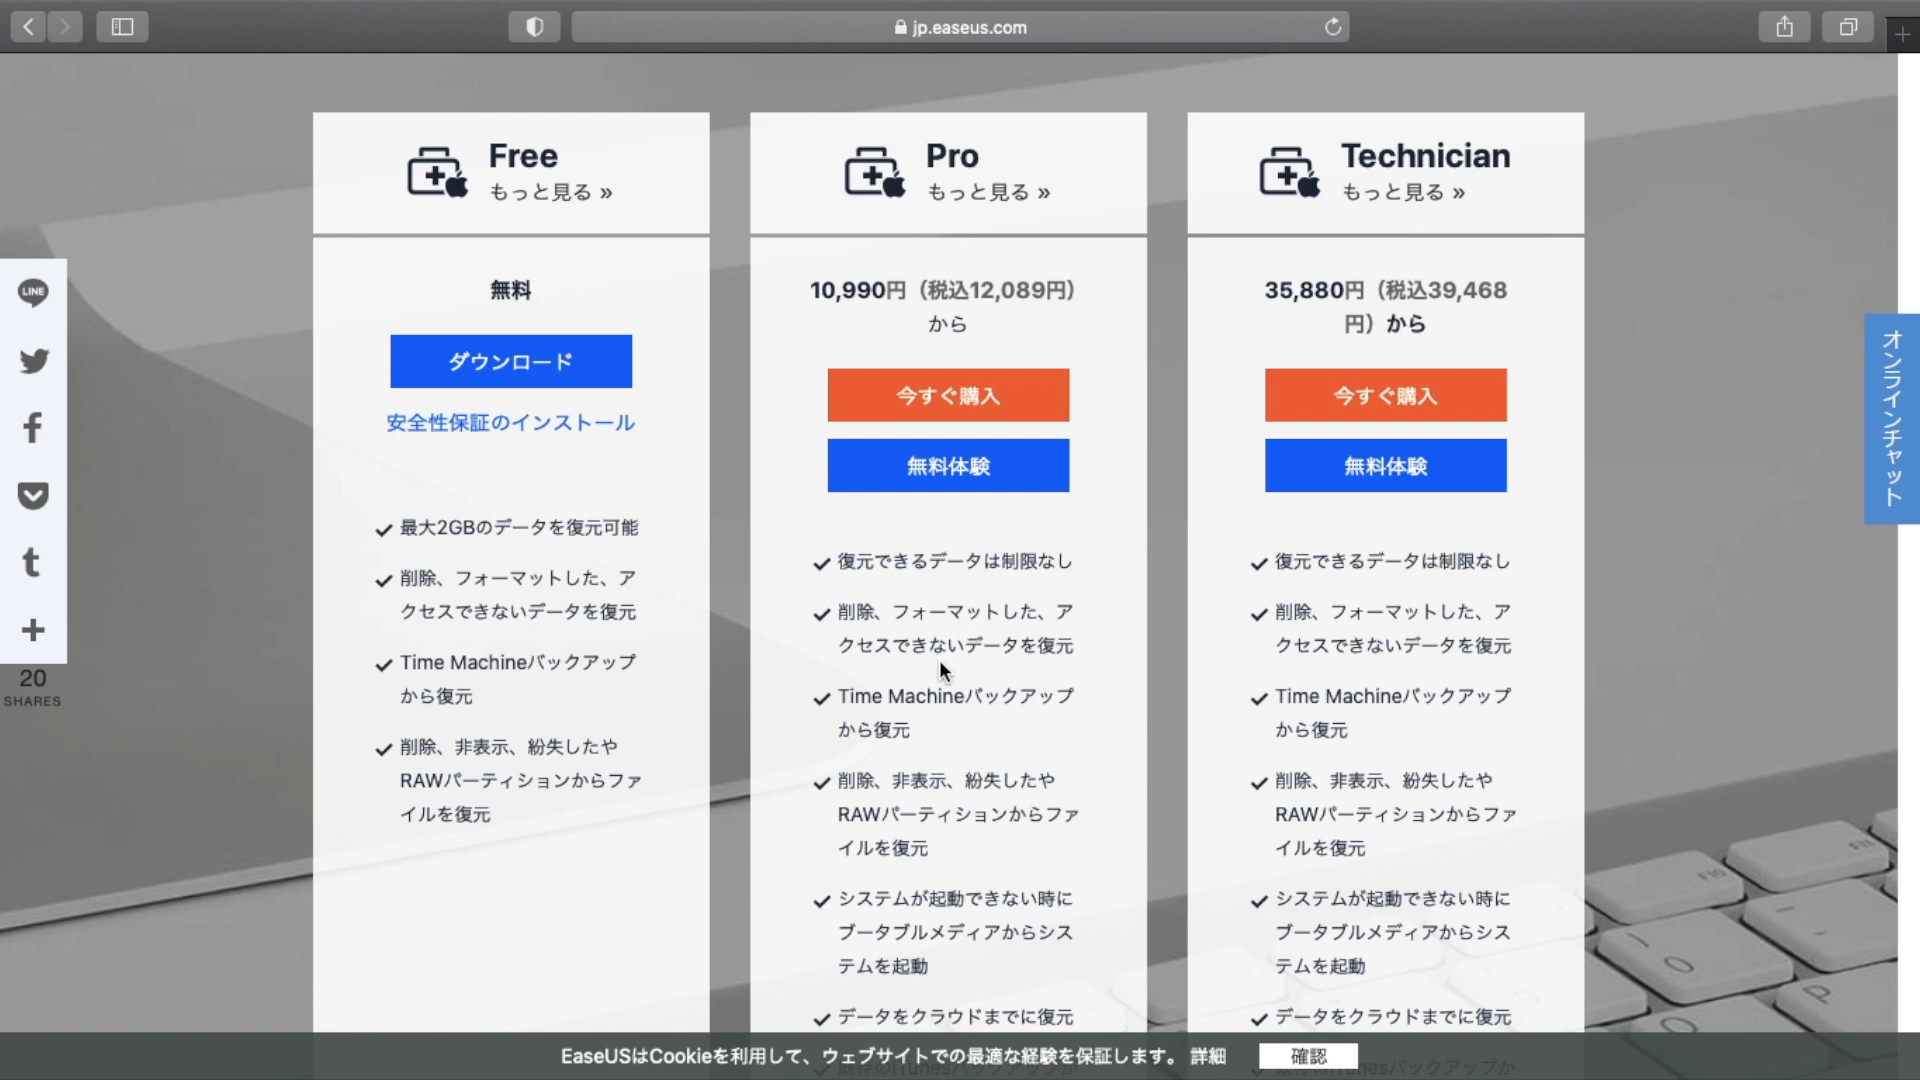 jp.easeus.com
Free
もっと見る »
無料
ダウンロード
安全性保証のインストール
最大2GBのデータを復元可能
削除、フォーマットした、ア
クセスできないデータを復元
Time Machineバックアップ
から復元
削除、非表示、紛失したや
RAWパーティションからファ
イルを復元
Pro
もっと見る »
10,990円（税込12,089円）
から
今すぐ購入
無料体験
復元できるデータは制限なし
削除、フォーマットした、ア
クセスできないデータを復元
Time Machineバックアップ
から復元
削除、非表示、紛失したや
RAWパーティションからファ
イルを復元
システムが起動できない時に
ブータブルメディアからシス
テムを起動
データをクラウドまでに復元
Technician
もっと見る »
35,880円（税込39,468
円）から
今すぐ購入
無料体験
復元できるデータは制限なし
削除、フォーマットした、ア
クセスできないデータを復元
Time Machineバックアップ
から復元
削除、非表示、紛失したや
RAWパーティションからファ
イルを復元
システムが起動できない時に
ブータブルメディアからシス
テムを起動
データをクラウドまでに復元
LINE
20
SHARES
オンラインチャット
F10
F11
O
P
EaseUSはCookieを利用して、ウェブサイトでの最適な経験を保証します。 詳細
確認